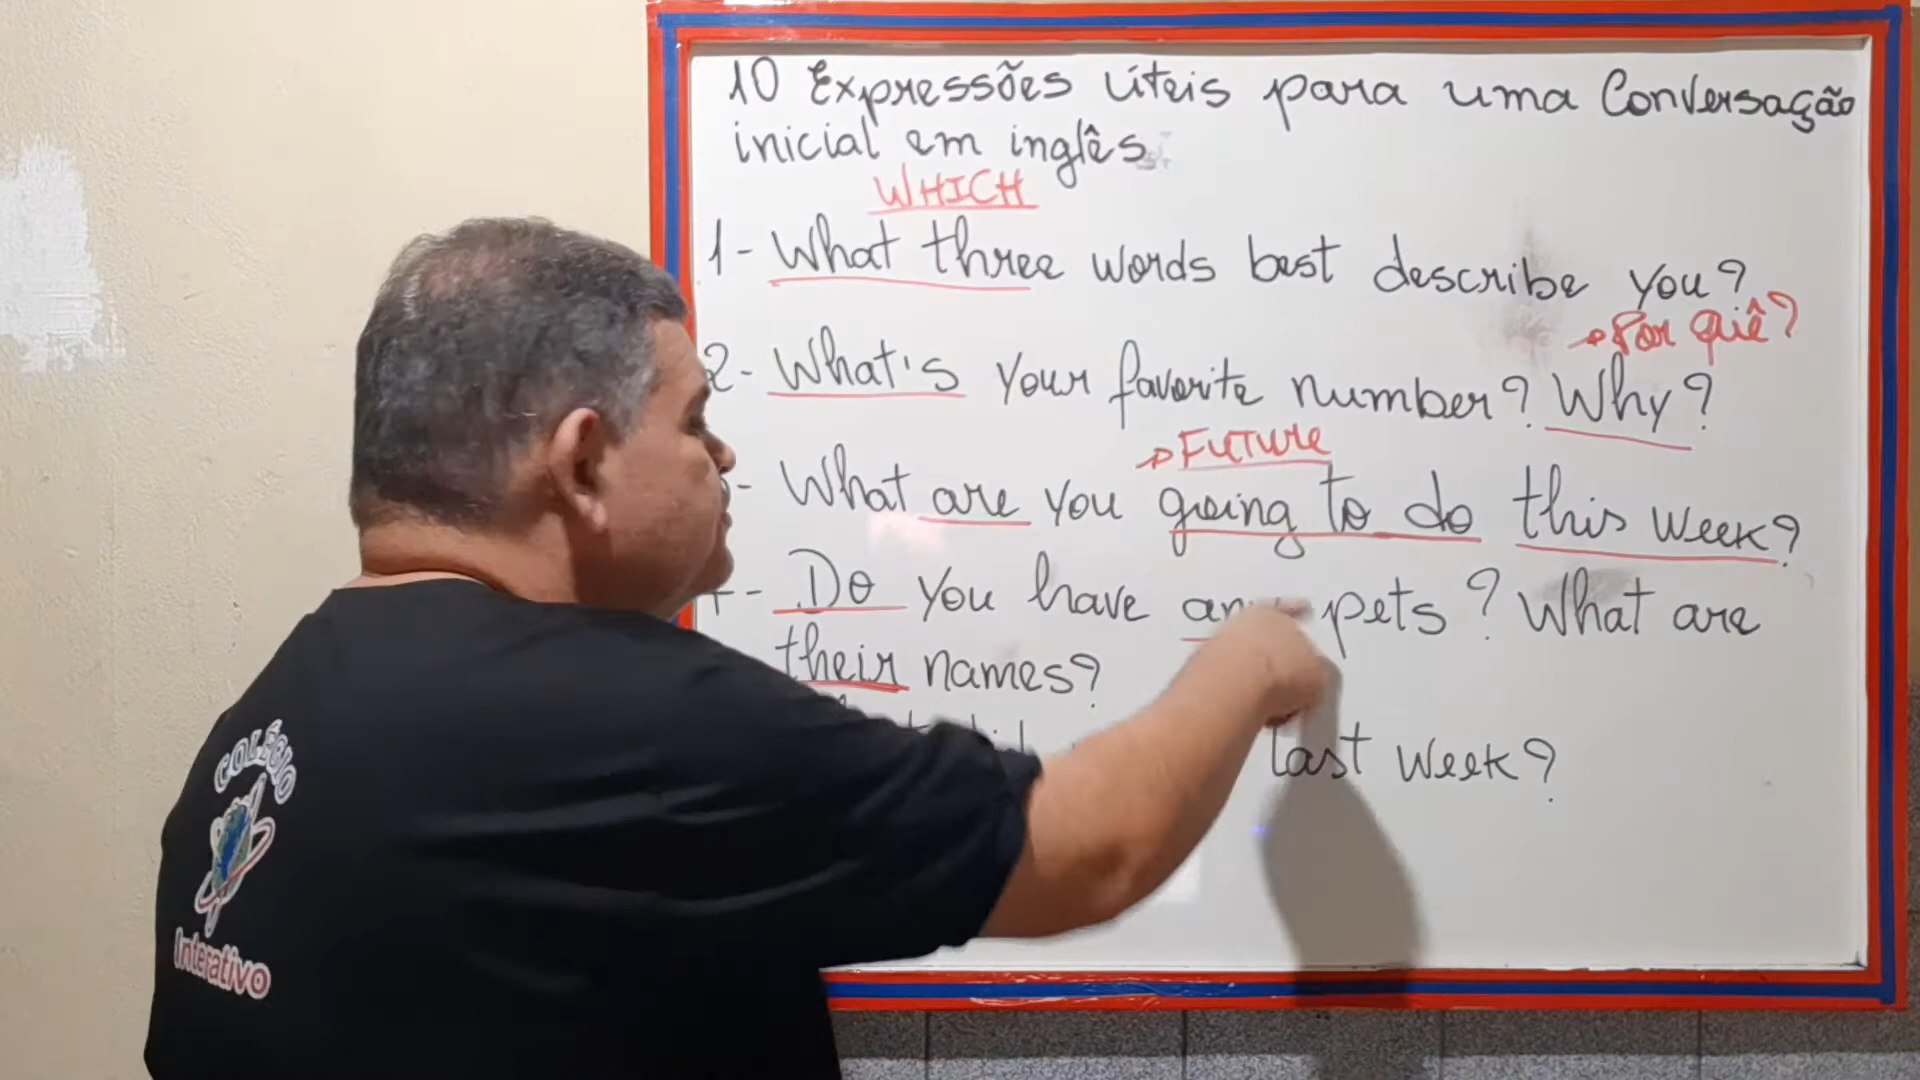 10 Expressões úteis para uma Conversação
inicial em inglês
WHICH
1- What three words best describe you?
Por quê?
2- What's your favorite number? Why?
FUTURE
- What are you going to do this week?
- Do you have any pets? What are
their names?
last week?
COLÉGIO
Interativo